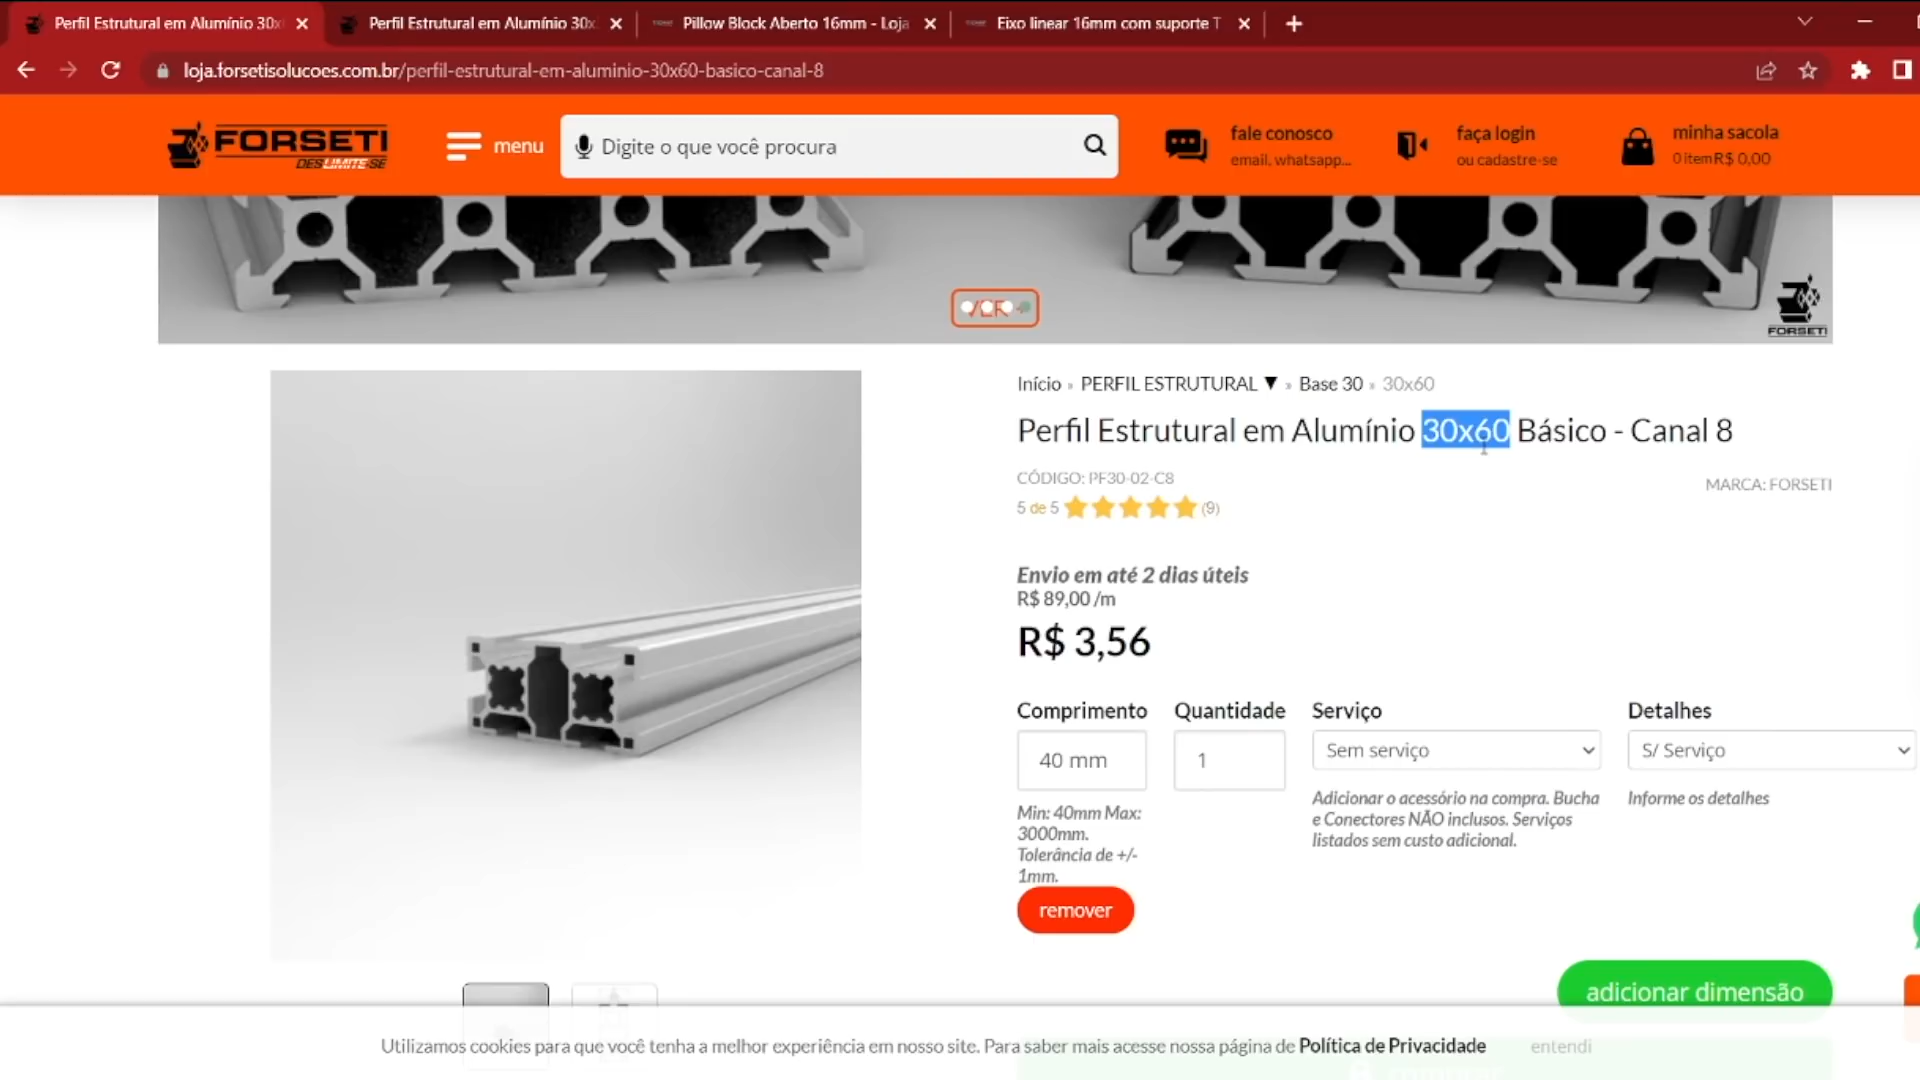 Perfil Estrutural em Alumínio 30x
Perfil Estrutural em Alumínio 30x
Pillow Block Aberto 16mm - Loja
Eixo linear 16mm com suporte T
loja.forsetisolucoes.com.br/perfil-estrutural-em-aluminio-30x60-basico-canal-8
FORSETI
DESLIMITE-SE
menu
Digite o que você procura
fale conosco
email, whatsapp...
faça login
ou cadastre-se
minha sacola
0 item R$ 0,00
VER
FORSETI
Início » PERFIL ESTRUTURAL ▼ » Base 30 » 30x60
Perfil Estrutural em Alumínio 30x60 Básico - Canal 8
CÓDIGO: PF30-02-C8
MARCA: FORSETI
5 de 5 (9)
Envio em até 2 dias úteis
R$ 89,00 /m
R$ 3,56
Comprimento Quantidade Serviço Detalhes
40 mm 1 Sem serviço S/ Serviço
Min: 40mm Max:
3000mm.
Tolerância de +/-
1mm.
Adicionar o acessório na compra. Bucha
e Conectores NÃO inclusos. Serviços
listados sem custo adicional.
Informe os detalhes
remover
adicionar dimensão
Utilizamos cookies para que você tenha a melhor experiência em nosso site. Para saber mais acesse nossa página de Política de Privacidade
entendi
comprar